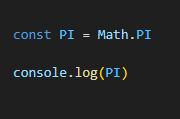 const PI = Math.PI
console.log(PI)